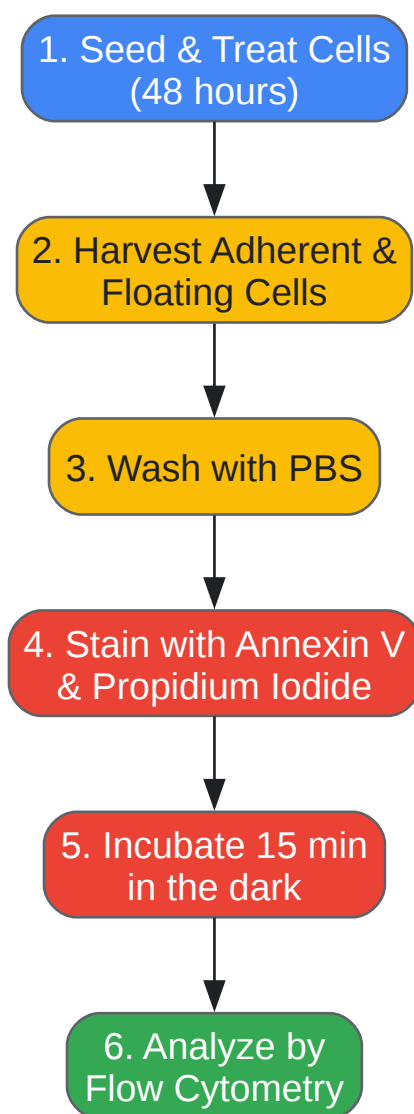 1. Seed & Treat Cells
(48 hours)
2. Harvest Adherent &
Floating Cells
3. Wash with PBS
4. Stain with Annexin V
& Propidium Iodide
5. Incubate 15 min
in the dark
6. Analyze by
Flow Cytometry